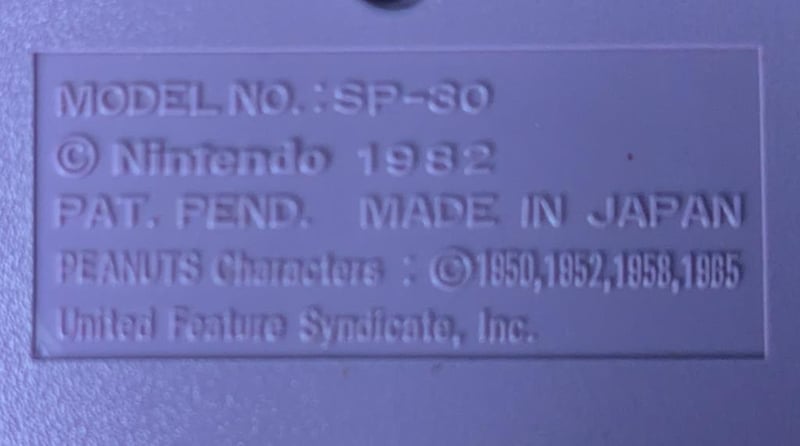 MODEL NO.:SP-30
© Nintendo 1982
PAT. PEND. MADE IN JAPAN
PEANUTS Characters : ©1950,1952,1958,1965
United Feature Syndicate, Inc.